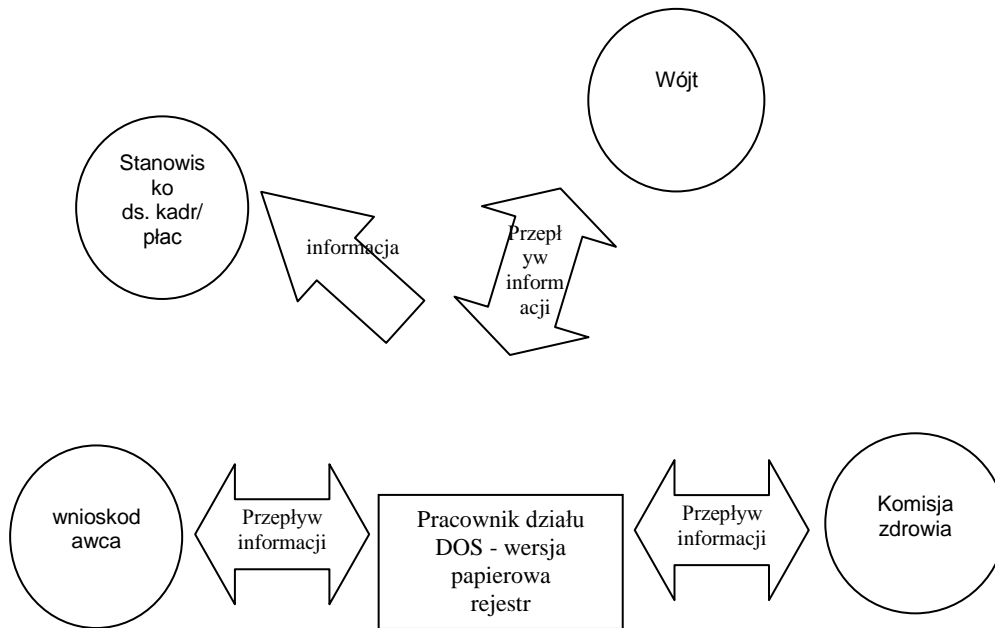 Wójt
Stanowis
ko
ds. kadr/
płac
informacja
Przepł
yw
inform
acji
wnioskod
awca
Przepływ
informacji
Pracownik działu
DOS - wersja
papierowa
rejestr
Przepływ
informacji
Komisja
zdrowia